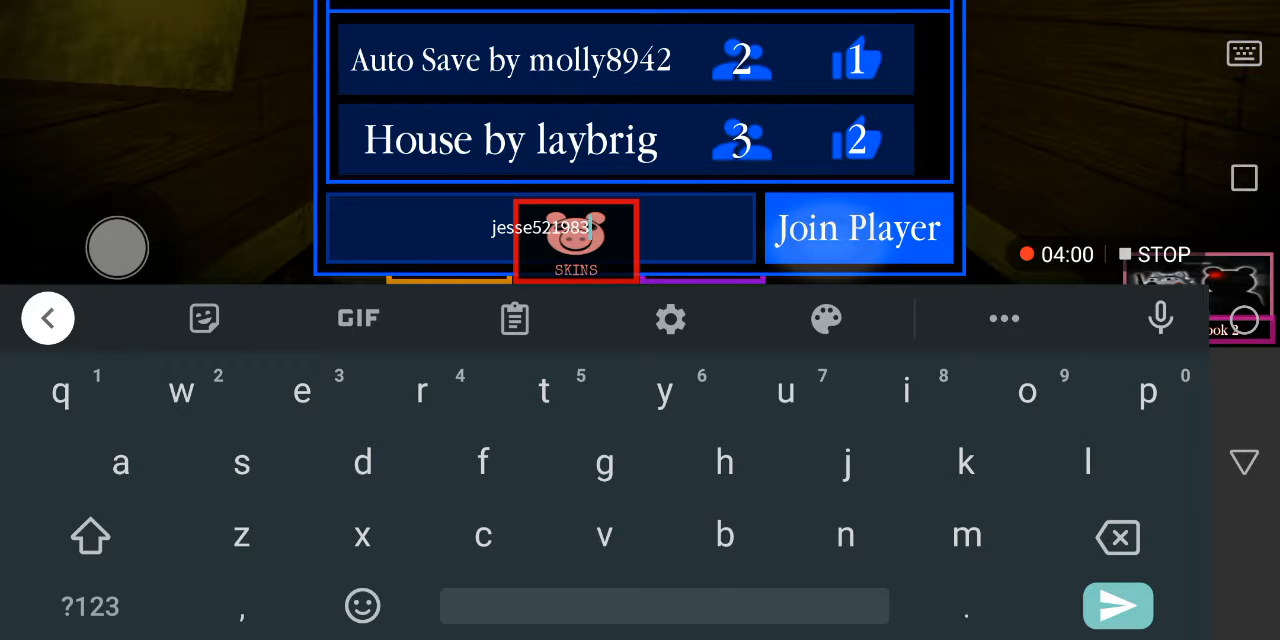 Auto Save by molly8942 2 1
House by laybrig 3 2
jesse521983 Join Player
SKINS
04:00 STOP
ook 2
GIF
q 1 w 2 e 3 r 4 t 5 y 6 u 7 i 8 o 9 p 0
a s d f g h j k l
z x c v b n m
?123 , .